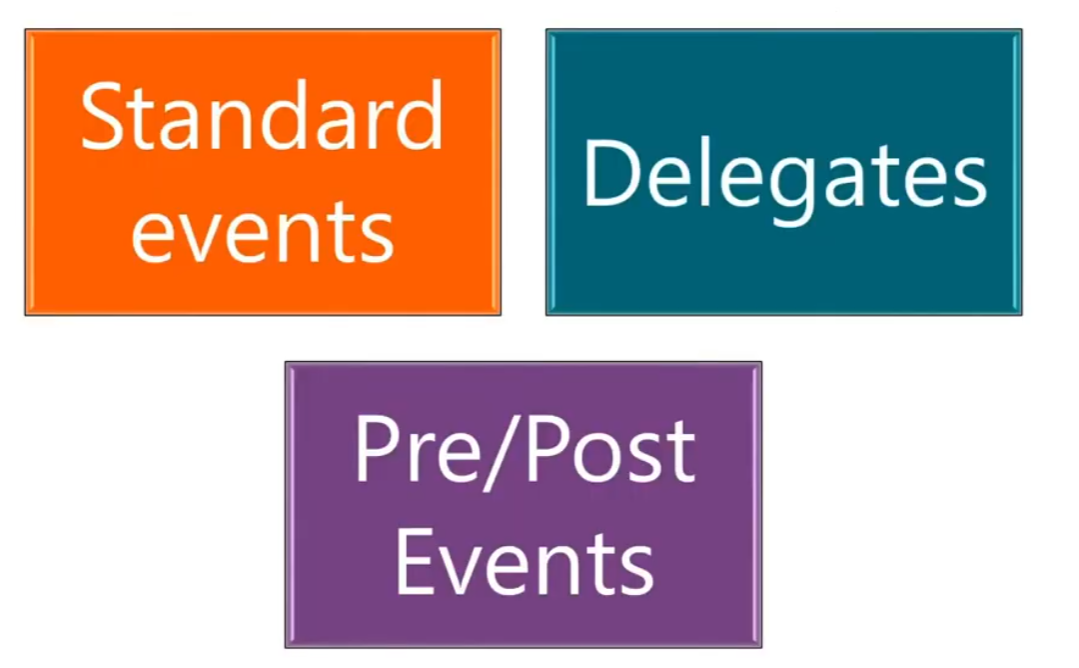 Standard
events
Delegates
Pre/Post
Events